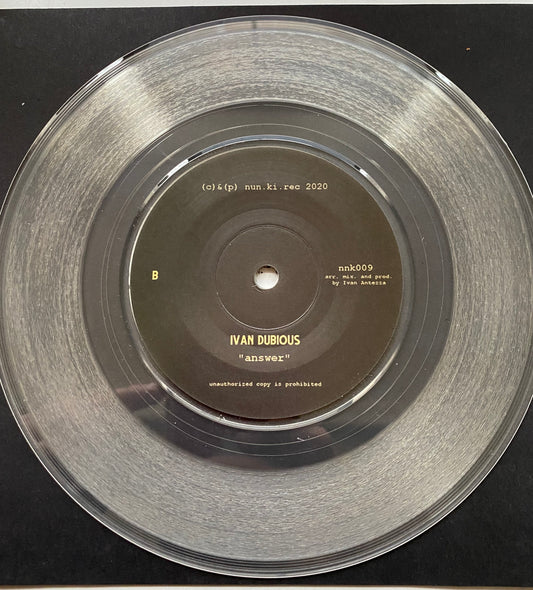 (c)&(p) nun.ki.rec 2020
B
nnk009
arr. mix. and prod.
by Ivan Antezza
IVAN DUBIOUS
"answer"
unauthorized copy is prohibited